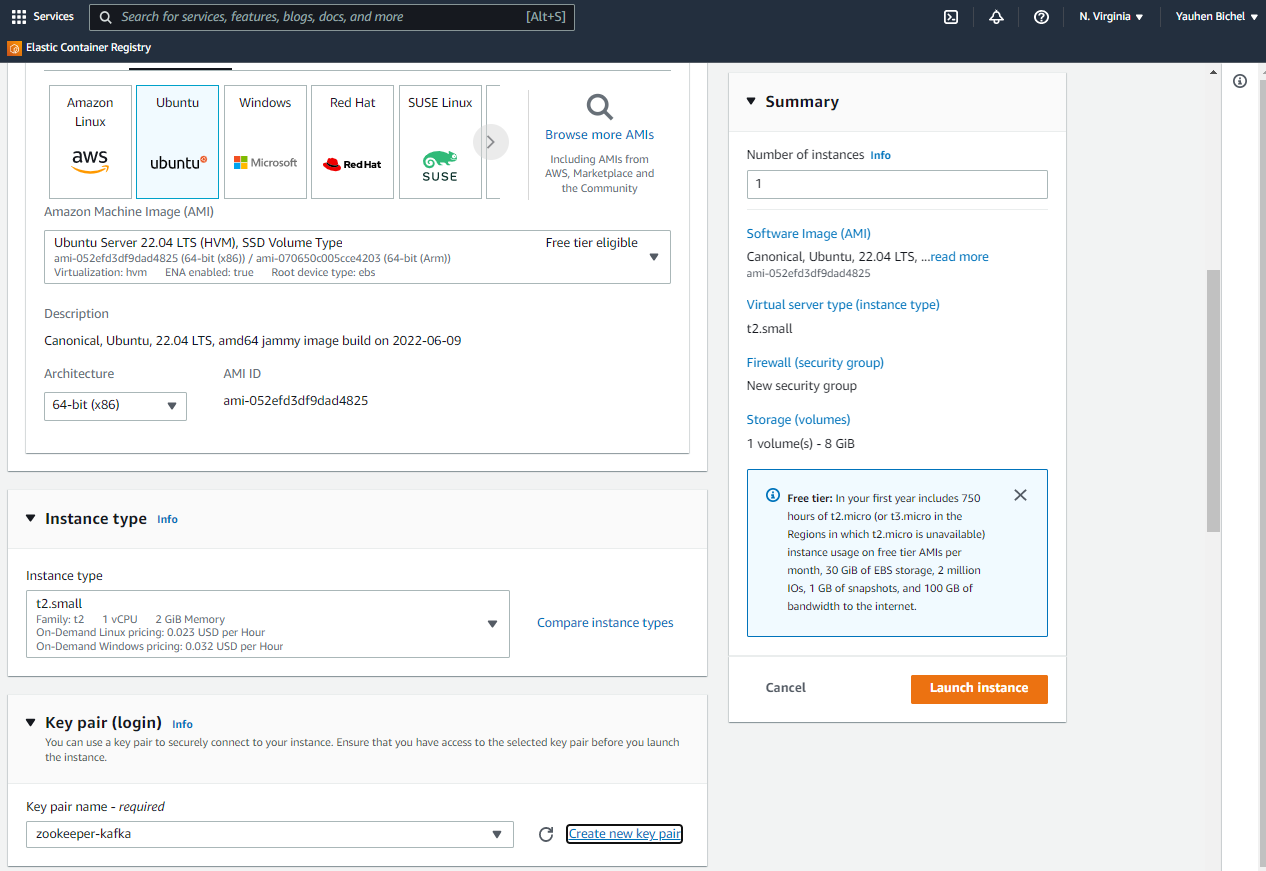 Services
Search for services, features, blogs, docs, and more [Alt+S]
N. Virginia
Yauhen Bichel
Elastic Container Registry
Amazon
Linux
aws
Ubuntu
ubuntu
Windows
Microsoft
Red Hat
Red Hat
SUSE Linux
SUSE
Browse more AMIs
Including AMIs from
AWS, Marketplace and
the Community
Amazon Machine Image (AMI)
Ubuntu Server 22.04 LTS (HVM), SSD Volume Type Free tier eligible
ami-052efd3df9dad4825 (64-bit (x86)) / ami-070650c005cce4203 (64-bit (Arm))
Virtualization: hvm ENA enabled: true Root device type: ebs
Description
Canonical, Ubuntu, 22.04 LTS, amd64 jammy image build on 2022-06-09
Architecture AMI ID
64-bit (x86) ami-052efd3df9dad4825
Instance type Info
Instance type
t2.small
Family: t2 1 vCPU 2 GiB Memory
On-Demand Linux pricing: 0.023 USD per Hour
On-Demand Windows pricing: 0.032 USD per Hour
Compare instance types
Key pair (login) Info
You can use a key pair to securely connect to your instance. Ensure that you have access to the selected key pair before you launch
the instance.
Key pair name - required
zookeeper-kafka
Create new key pair
Summary
Number of instances Info
1
Software Image (AMI)
Canonical, Ubuntu, 22.04 LTS, ...read more
ami-052efd3df9dad4825
Virtual server type (instance type)
t2.small
Firewall (security group)
New security group
Storage (volumes)
1 volume(s) - 8 GiB
Free tier: In your first year includes 750
hours of t2.micro (or t3.micro in the
Regions in which t2.micro is unavailable)
instance usage on free tier AMIs per
month, 30 GiB of EBS storage, 2 million
IOs, 1 GB of snapshots, and 100 GB of
bandwidth to the internet.
Cancel
Launch instance